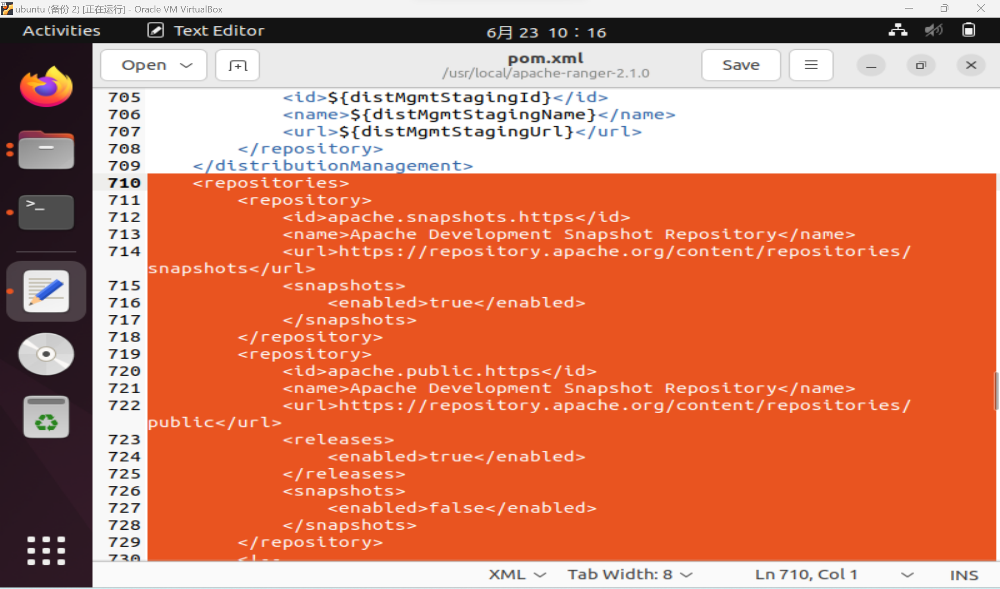 64
ubuntu (备份 2) [正在运行] - Oracle VM VirtualBox
Activities
Text Editor
6月 23 10：16
Open
pom.xml
/usr/local/apache-ranger-2.1.0
Save
705 <id>${distMgmtStagingId}</id>
706 <name>${distMgmtStagingName}</name>
707 <url>${distMgmtStagingUrl}</url>
708 </repository>
709 </distributionManagement>
710 <repositories>
711 <repository>
712 <id>apache.snapshots.https</id>
713 <name>Apache Development Snapshot Repository</name>
714 <url>https://repository.apache.org/content/repositories/
snapshots</url>
715 <snapshots>
716 <enabled>true</enabled>
717 </snapshots>
718 </repository>
719 <repository>
720 <id>apache.public.https</id>
721 <name>Apache Development Snapshot Repository</name>
722 <url>https://repository.apache.org/content/repositories/
public</url>
723 <releases>
724 <enabled>true</enabled>
725 </releases>
726 <snapshots>
727 <enabled>false</enabled>
728 </snapshots>
729 </repository>
730 <!--
XML
Tab Width: 8
Ln 710, Col 1
INS